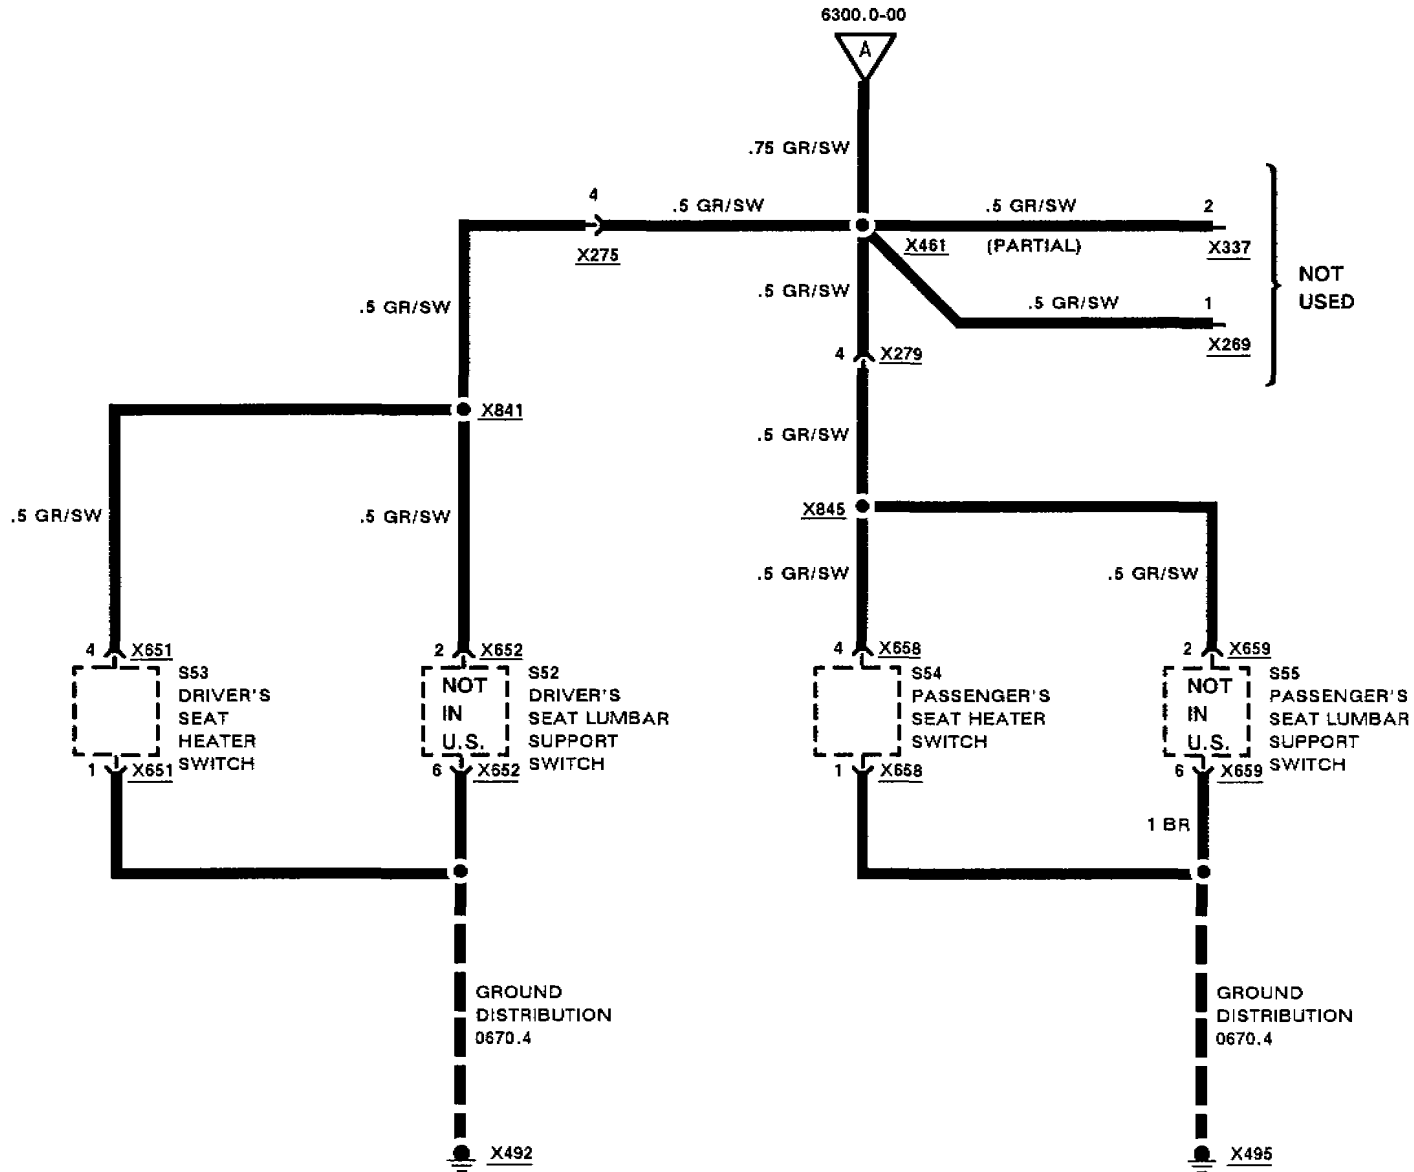 6300.0-00
A
.75 GR/SW
4
.5 GR/SW
.5 GR/SW
2
X275
X461
(PARTIAL)
X337
NOT
USED
.5 GR/SW
.5 GR/SW
.5 GR/SW
1
4
X279
X269
X841
.5 GR/SW
.5 GR/SW
.5 GR/SW
X845
.5 GR/SW
.5 GR/SW
4
X651
S53
DRIVER'S
SEAT
HEATER
SWITCH
1
X651
2
X652
NOT
IN
U.S.
S52
DRIVER'S
SEAT LUMBAR
SUPPORT
SWITCH
6
X652
4
X658
S54
PASSENGER'S
SEAT HEATER
SWITCH
1
X658
2
X659
NOT
IN
U.S.
S55
PASSENGER'S
SEAT LUMBAR
SUPPORT
SWITCH
6
X659
1 BR
GROUND
DISTRIBUTION
0670.4
GROUND
DISTRIBUTION
0670.4
X492
X495